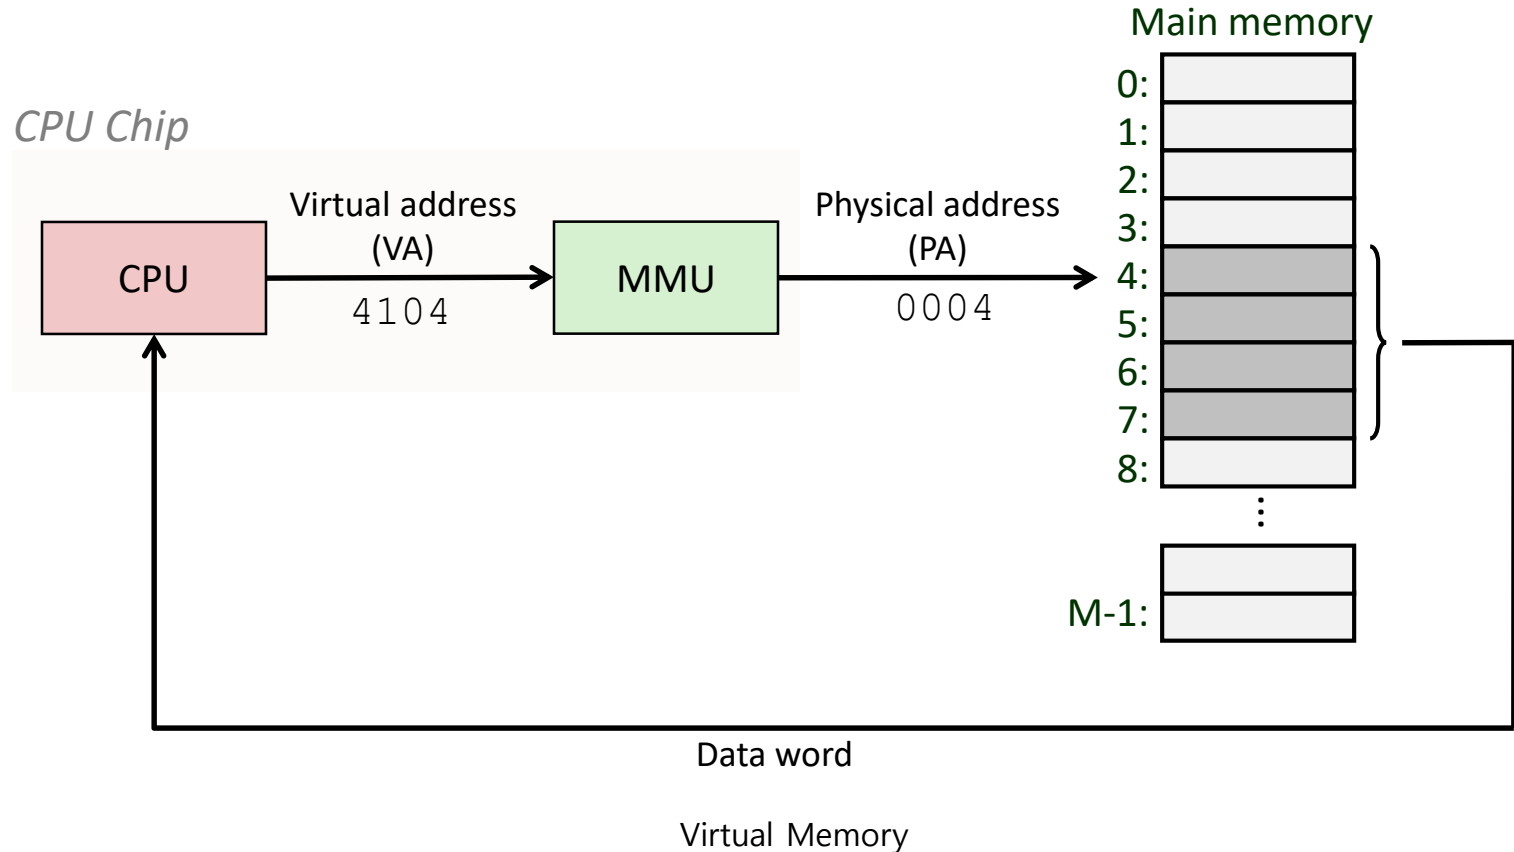 Main memory
CPU Chip
Virtual address
(VA)
4104
Physical address
(PA)
0004
CPU
MMU
0:
1:
2:
3:
4:
5:
6:
7:
8:
...
M-1:
Data word
Virtual Memory